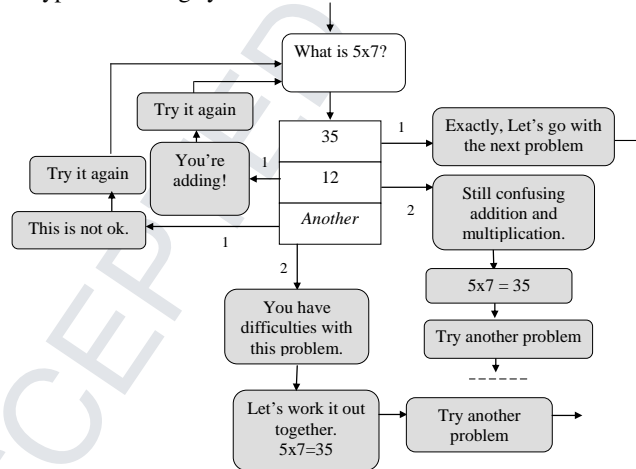 What is 5x7?
Try it again
35
1
Exactly, Let's go with
the next problem
You're
adding!
1
12
Try it again
2
Still confusing
addition and
multiplication.
This is not ok.
1
Another
2
5x7 = 35
You have
difficulties with
this problem.
Try another problem
Let's work it out
together.
5x7=35
Try another
problem